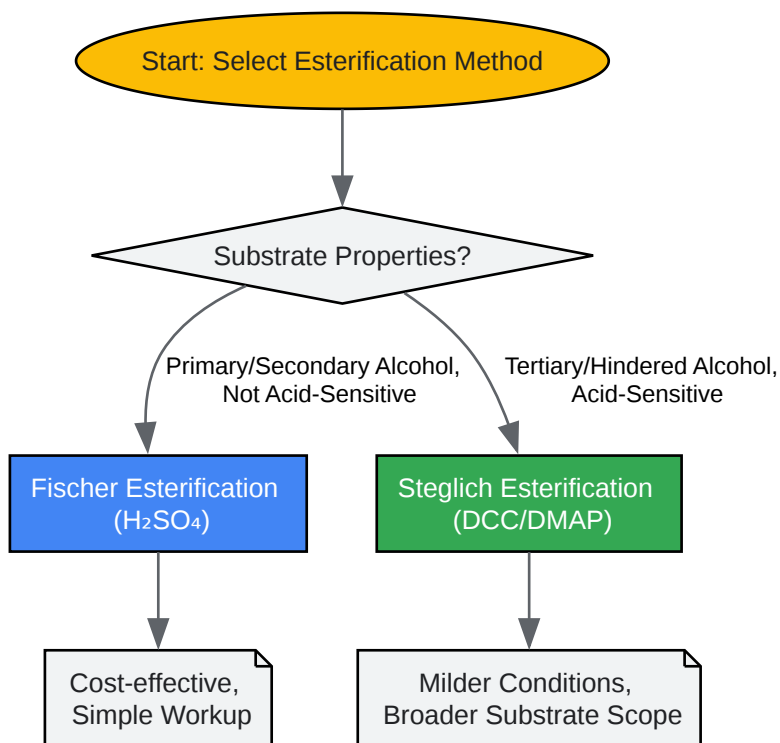 Start: Select Esterification Method
Substrate Properties?
Primary/Secondary Alcohol,
Not Acid-Sensitive
Tertiary/Hindered Alcohol,
Acid-Sensitive
Fischer Esterification
(H₂SO₄)
Steglich Esterification
(DCC/DMAP)
Cost-effective,
Simple Workup
Milder Conditions,
Broader Substrate Scope